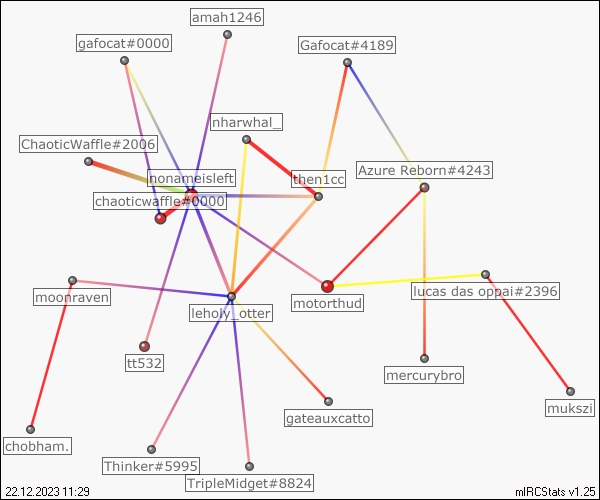 amah1246
gafocat#0000
Gafocat#4189
nharwhal_
ChaoticWaffle#2006
nonameisleft
then1cc
Azure Reborn#4243
chaoticwaffle#0000
moonraven
leholy_otter
motorthud
lucas das oppai#2396
tt532
mercurybro
mukszi
gateauxcatto
chobham.
Thinker#5995
TripleMidget#8824
22.12.2023 11:29
mIRCStats v1.25